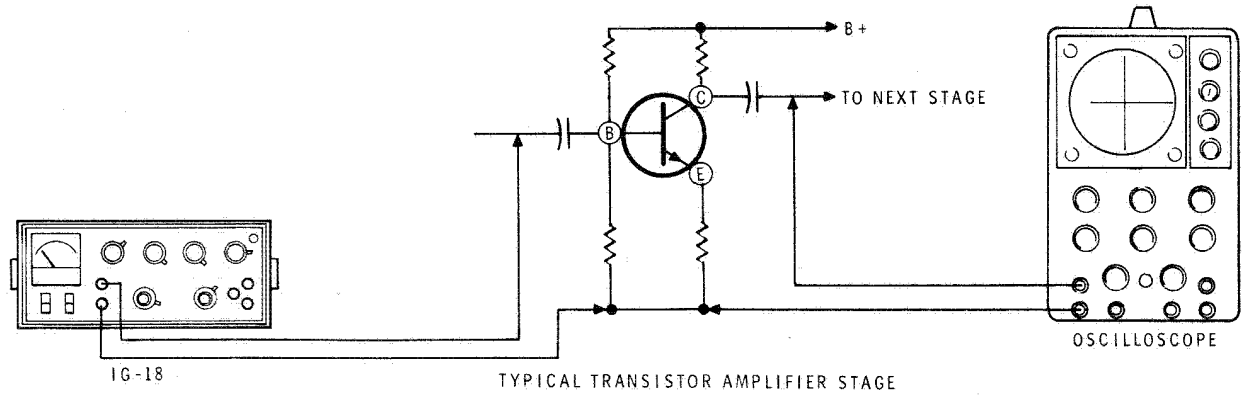 B+
C
TO NEXT STAGE
B
E
OSCILLOSCOPE
IG-18
TYPICAL TRANSISTOR AMPLIFIER STAGE